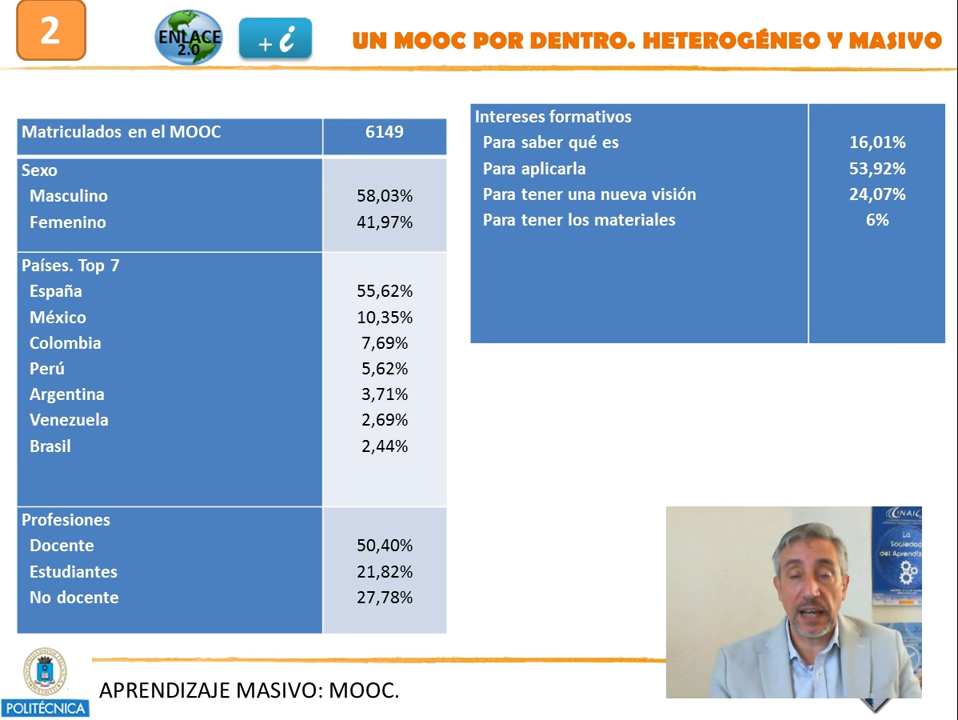 2
ENLACE
2.0
+ i
UN MOOC POR DENTRO. HETEROGÉNEO Y MASIVO
Matriculados en el MOOC 6149
Sexo
Masculino 58,03%
Femenino 41,97%
Países. Top 7
España 55,62%
México 10,35%
Colombia 7,69%
Perú 5,62%
Argentina 3,71%
Venezuela 2,69%
Brasil 2,44%
Profesiones
Docente 50,40%
Estudiantes 21,82%
No docente 27,78%
Intereses formativos
Para saber qué es 16,01%
Para aplicarla 53,92%
Para tener una nueva visión 24,07%
Para tener los materiales 6%
La
Sociedad
del Aprendiz
POLITÉCNICA
APRENDIZAJE MASIVO: MOOC.